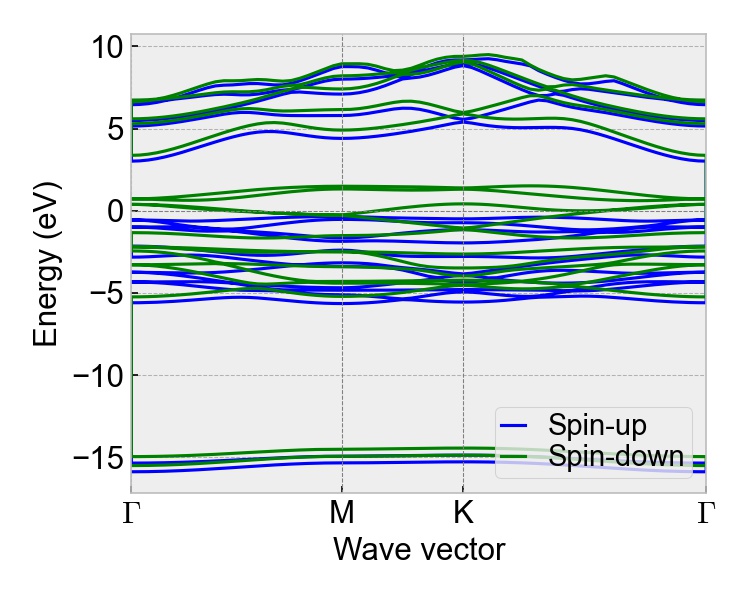 10
5
0
−5
−10
−15
Energy (eV)
Spin-up
Spin-down
Γ M K Γ
Wave vector